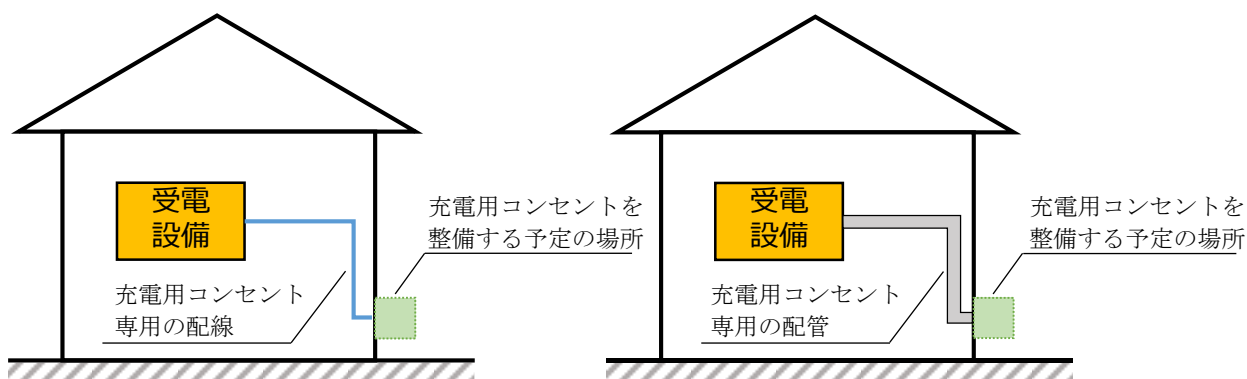 受電
設備
充電用コンセントを
整備する予定の場所
充電用コンセント
専用の配線
受電
設備
充電用コンセントを
整備する予定の場所
充電用コンセント
専用の配管